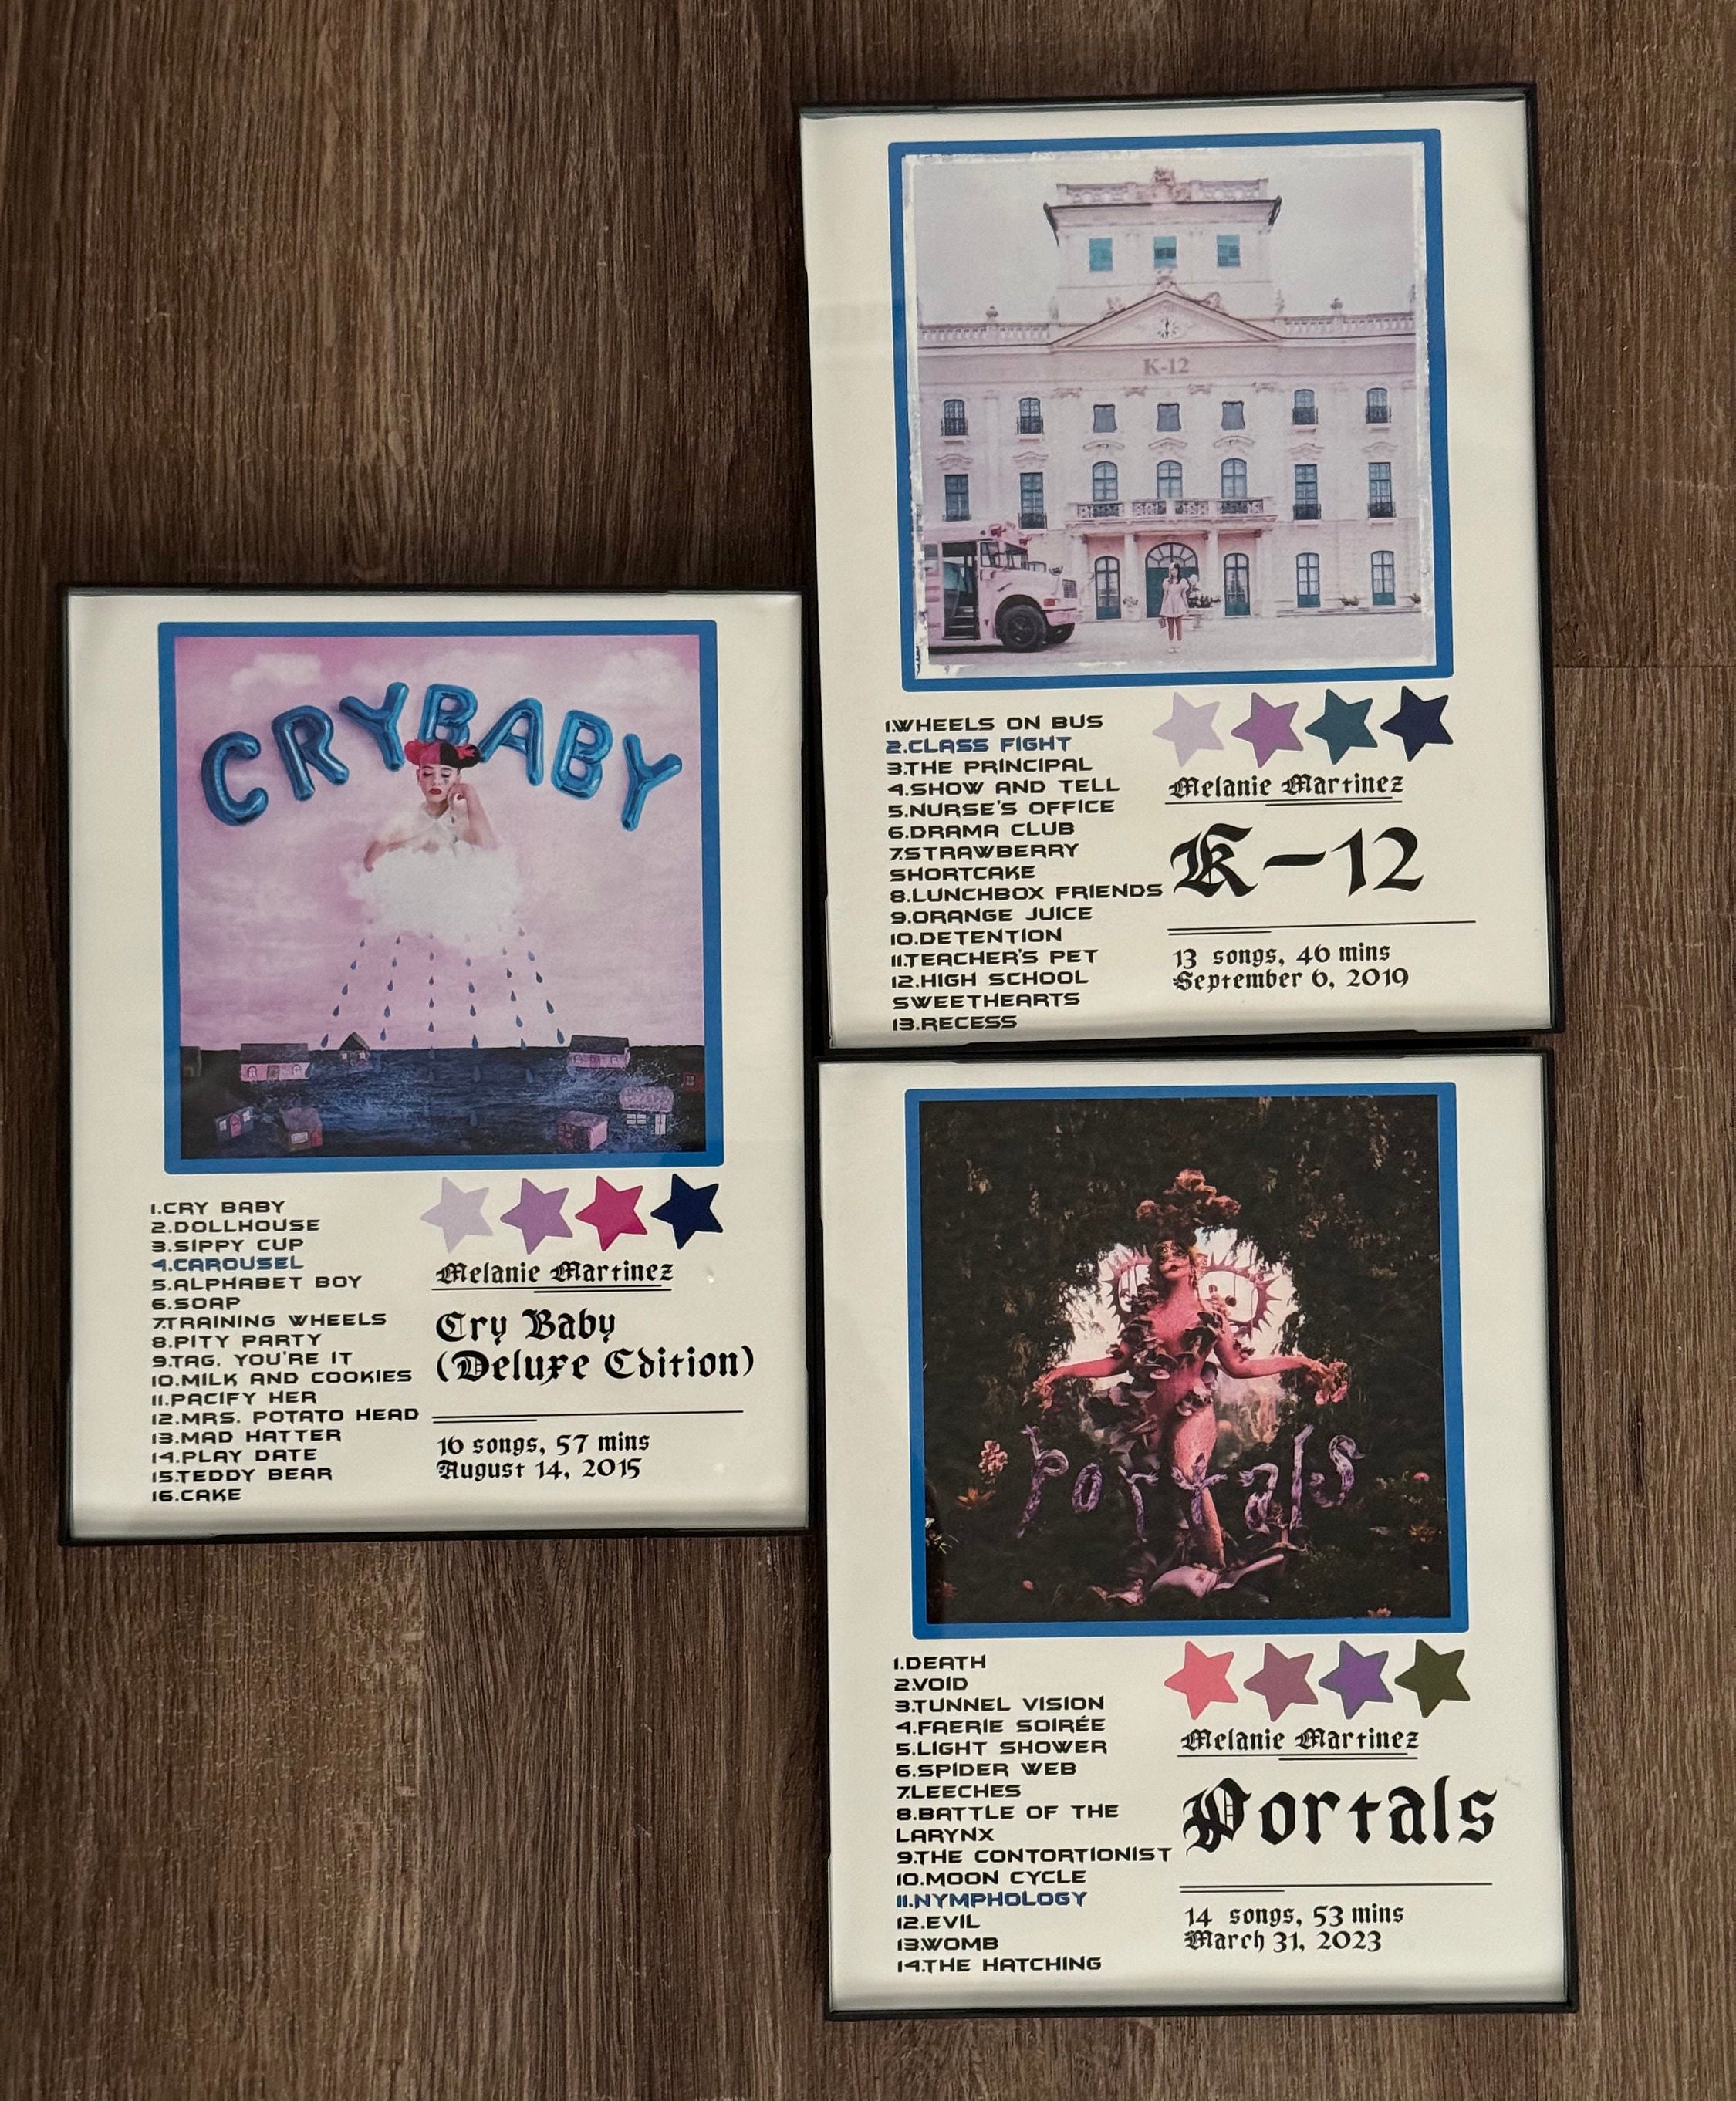 CRYBABY
1.CRY BABY
2.DOLLHOUSE
3.SIPPY CUP
4.CAROUSEL
5.ALPHABET BOY
6.SOAP
7.TRAINING WHEELS
8.PITY PARTY
9.TAG, YOU'RE IT
10.MILK AND COOKIES
11.PACIFY HER
12.MRS. POTATO HEAD
13.MAD HATTER
14.PLAY DATE
15.TEDDY BEAR
16.CAKE
Melanie Martinez
Cry Baby
(Deluxe Edition)
16 songs, 57 mins
August 14, 2015
K-12
1.WHEELS ON BUS
2.CLASS FIGHT
3.THE PRINCIPAL
4.SHOW AND TELL
5.NURSE'S OFFICE
6.DRAMA CLUB
7.STRAWBERRY
SHORTCAKE
8.LUNCHBOX FRIENDS
9.ORANGE JUICE
10.DETENTION
11.TEACHER'S PET
12.HIGH SCHOOL
SWEETHEARTS
13.RECESS
Melanie Martinez
K-12
13 songs, 46 mins
September 6, 2019
portals
1.DEATH
2.VOID
3.TUNNEL VISION
4.FAERIE SOIRÉE
5.LIGHT SHOWER
6.SPIDER WEB
7.LEECHES
8.BATTLE OF THE
LARYNX
9.THE CONTORTIONIST
10.MOON CYCLE
11.NYMPHOLOGY
12.EVIL
13.WOMB
14.THE HATCHING
Melanie Martinez
Portals
14 songs, 53 mins
March 31, 2023